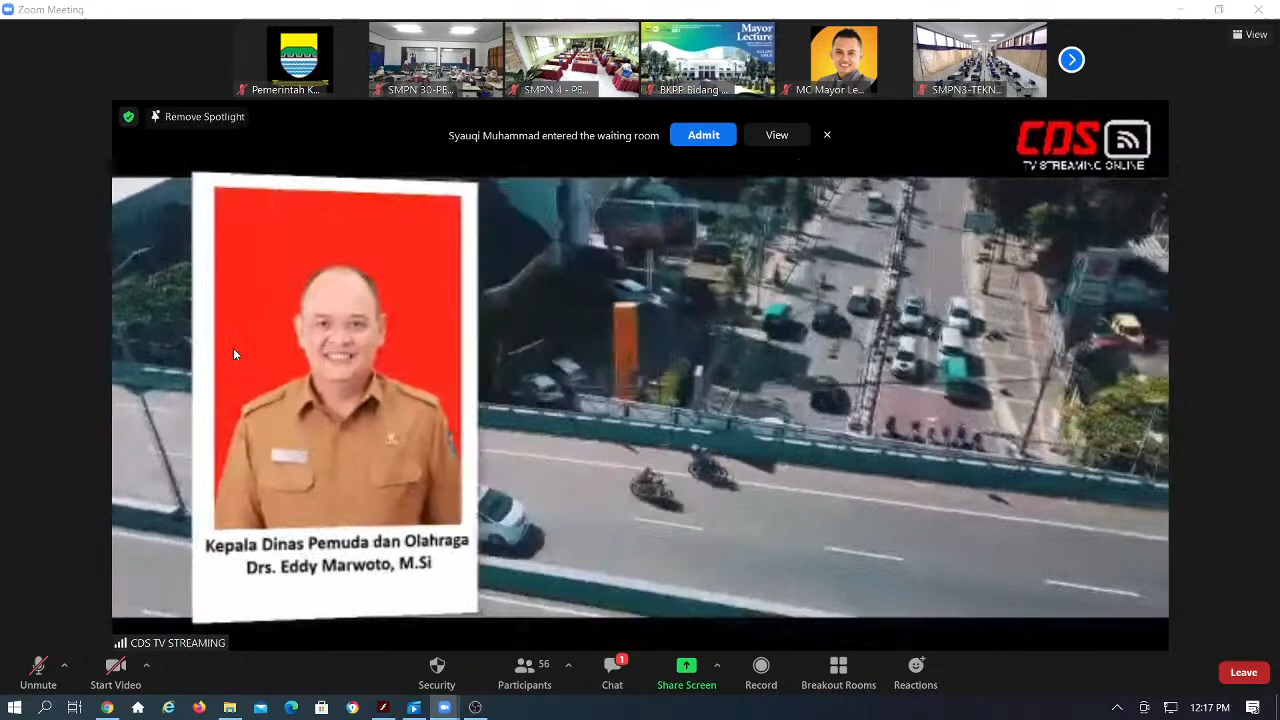 Zoom Meeting
Pemerintah K...
SMPN 30-PE...
SMPN 4 - PE...
Mayor
Lecture
BKPP Bidang ...
MC Mayor Le...
SMPN8-TEKN...
View
Remove Spotlight
Syauqi Muhammad entered the waiting room
Admit
View
CDS
TV STREAMING ONLINE
Kepala Dinas Pemuda dan Olahraga
Drs. Eddy Marwoto, M.Si
CDS TV STREAMING
Unmute
Start Video
Security
56
Participants
1
Chat
Share Screen
Record
Breakout Rooms
Reactions
Leave
12:17 PM